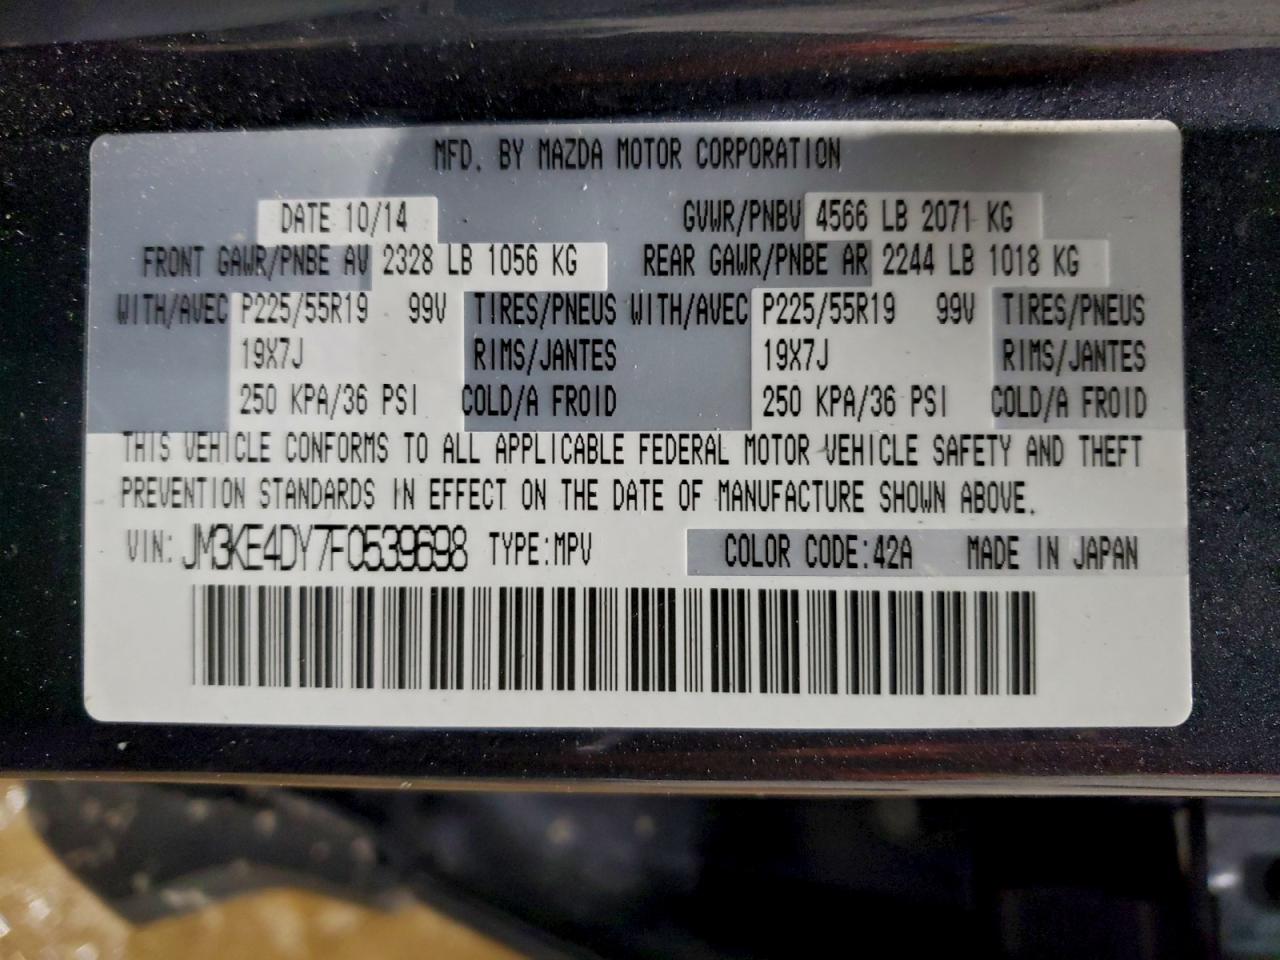 MFD. BY MAZDA MOTOR CORPORATION
DATE 10/14 GVWR/PNBV 4566 LB 2071 KG
FRONT GAWR/PNBE AV 2328 LB 1056 KG REAR GAWR/PNBE AR 2244 LB 1018 KG
WITH/AVEC P225/55R19 99V TIRES/PNEUS WITH/AVEC P225/55R19 99V TIRES/PNEUS
19X7J RIMS/JANTES 19X7J RIMS/JANTES
250 KPA/36 PSI COLD/A FROID 250 KPA/36 PSI COLD/A FROID
THIS VEHICLE CONFORMS TO ALL APPLICABLE FEDERAL MOTOR VEHICLE SAFETY AND THEFT
PREVENTION STANDARDS IN EFFECT ON THE DATE OF MANUFACTURE SHOWN ABOVE.
VIN: JM3KE4DY7F0539698 TYPE:MPV COLOR CODE:42A MADE IN JAPAN